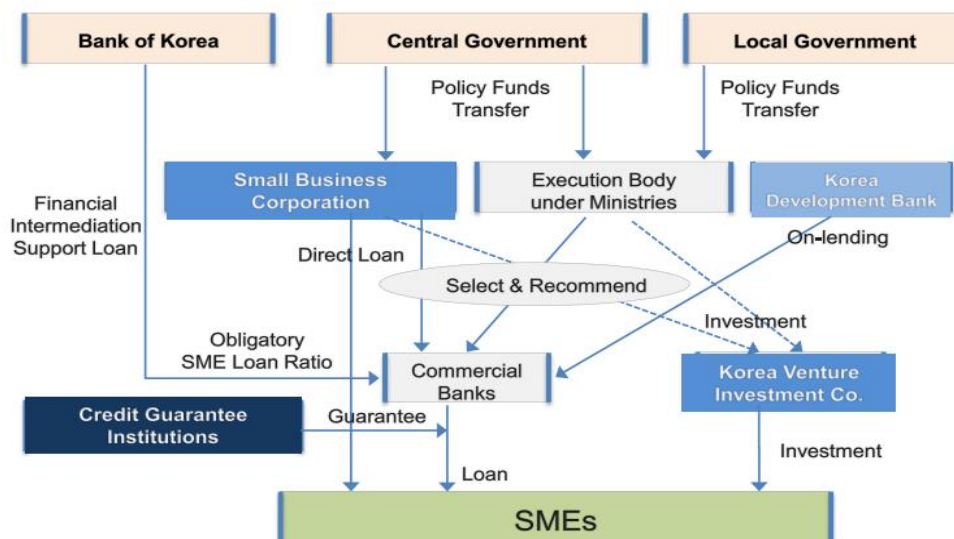 Bank of Korea
Central Government
Local Government
Policy Funds
Transfer
Policy Funds
Transfer
Small Business
Corporation
Execution Body
under Ministries
Korea
Development Bank
Financial
Intermediation
Support Loan
Direct Loan
On-lending
Select & Recommend
Investment
Obligatory
SME Loan Ratio
Commercial
Banks
Korea Venture
Investment Co.
Credit Guarantee
Institutions
Guarantee
Loan
Investment
SMEs